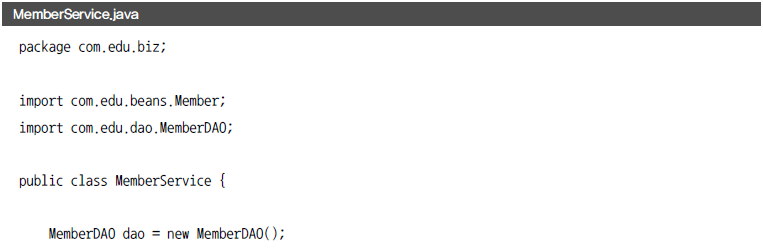 MemberService.java
package com.edu.biz;
import com.edu.beans.Member;
import com.edu.dao.MemberDAO;
public class MemberService {
MemberDAO dao = new MemberDAO();